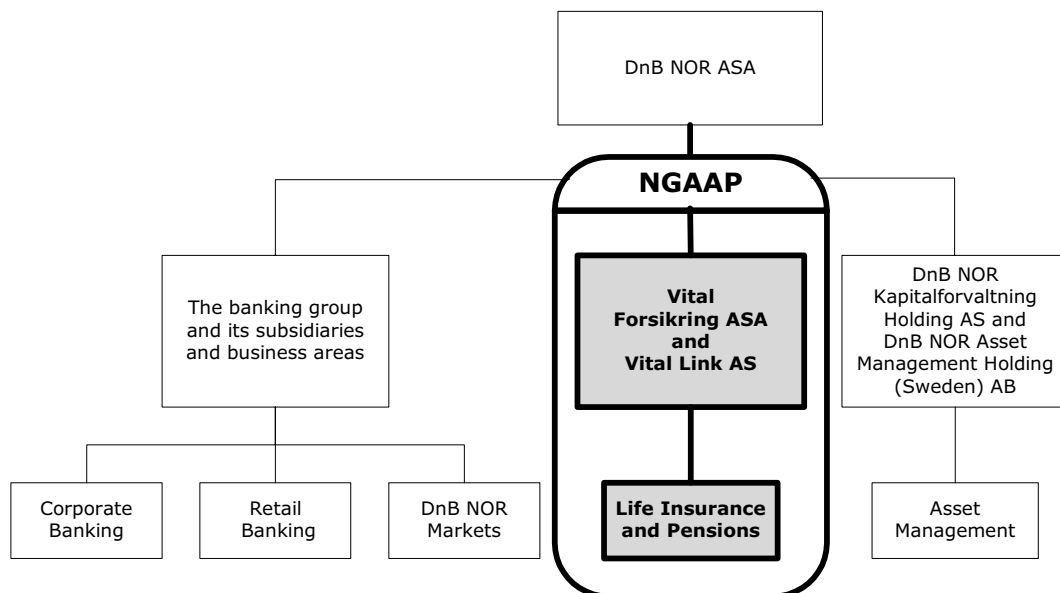 DnB NOR ASA
NGAAP
The banking group
and its subsidiaries
and business areas
Vital
Forsikring ASA
and
Vital Link AS
DnB NOR
Kapitalforvaltning
Holding AS and
DnB NOR Asset
Management Holding
(Sweden) AB
Corporate
Banking
Retail
Banking
DnB NOR
Markets
Life Insurance
and Pensions
Asset
Management